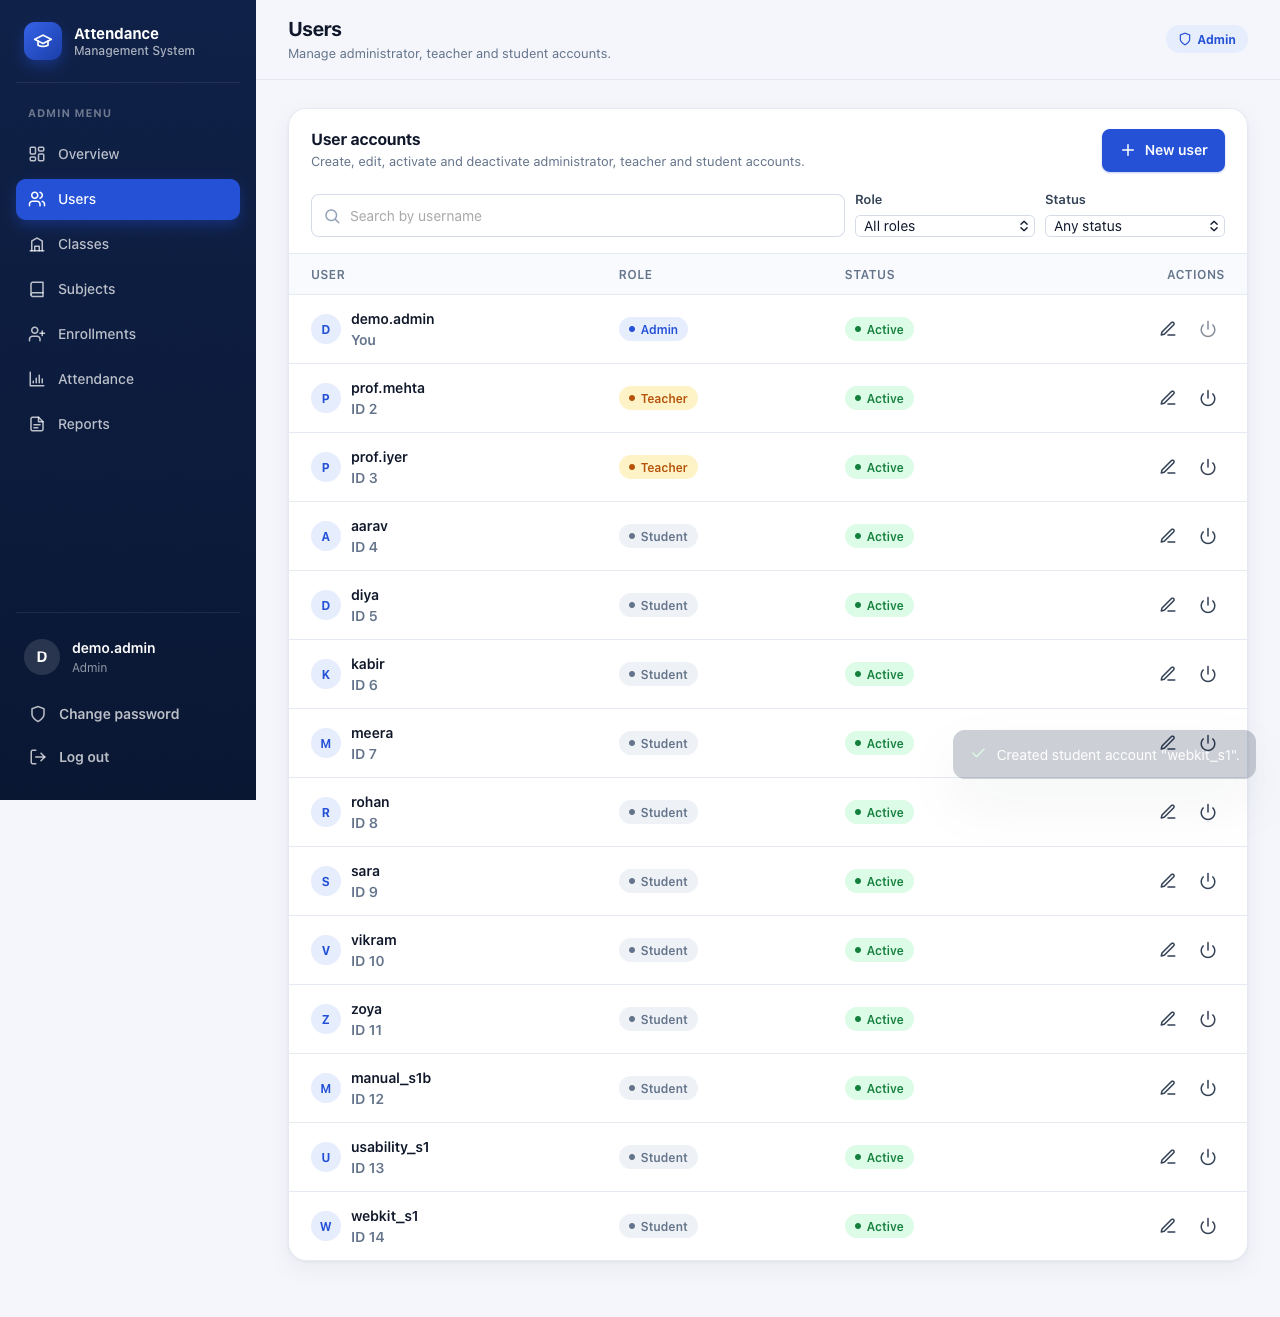 Attendance
Management System
ADMIN MENU
Overview
Users
Classes
Subjects
Enrollments
Attendance
Reports
D
demo.admin
Admin
Change password
Log out
Users
Manage administrator, teacher and student accounts.
Admin
User accounts
Create, edit, activate and deactivate administrator, teacher and student accounts.
New user
Search by username
Role
All roles
Status
Any status
USER ROLE STATUS ACTIONS
D demo.admin Admin Active
You
P prof.mehta Teacher Active
ID 2
P prof.iyer Teacher Active
ID 3
A aarav Student Active
ID 4
D diya Student Active
ID 5
K kabir Student Active
ID 6
M meera Student Active
ID 7
Created student account "webkit_s1".
R rohan Student Active
ID 8
S sara Student Active
ID 9
V vikram Student Active
ID 10
Z zoya Student Active
ID 11
M manual_s1b Student Active
ID 12
U usability_s1 Student Active
ID 13
W webkit_s1 Student Active
ID 14